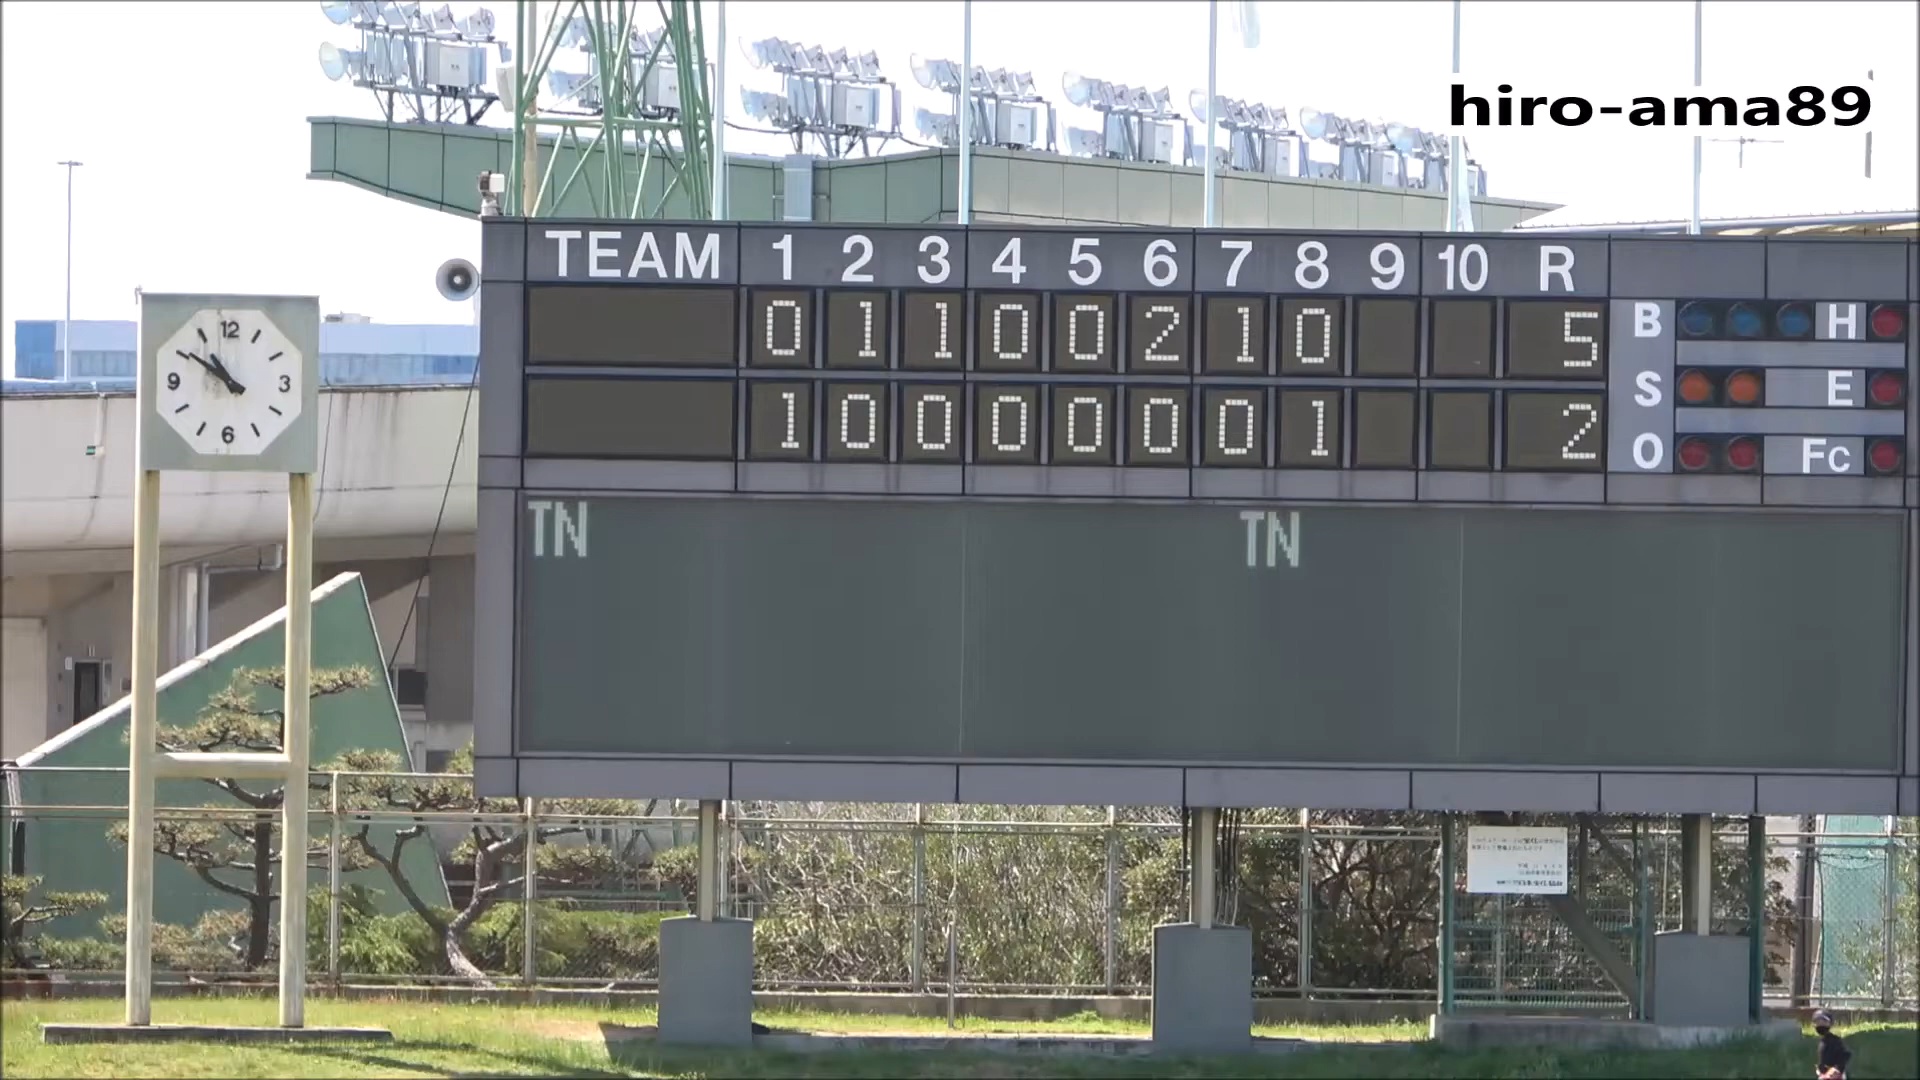 hiro-ama89
TEAM 1 2 3 4 5 6 7 8 9 10 R
0 1 1 0 0 2 1 0 5
1 0 0 0 0 0 0 1 2
B H
S E
O Fc
TN TN
12
9 3
6